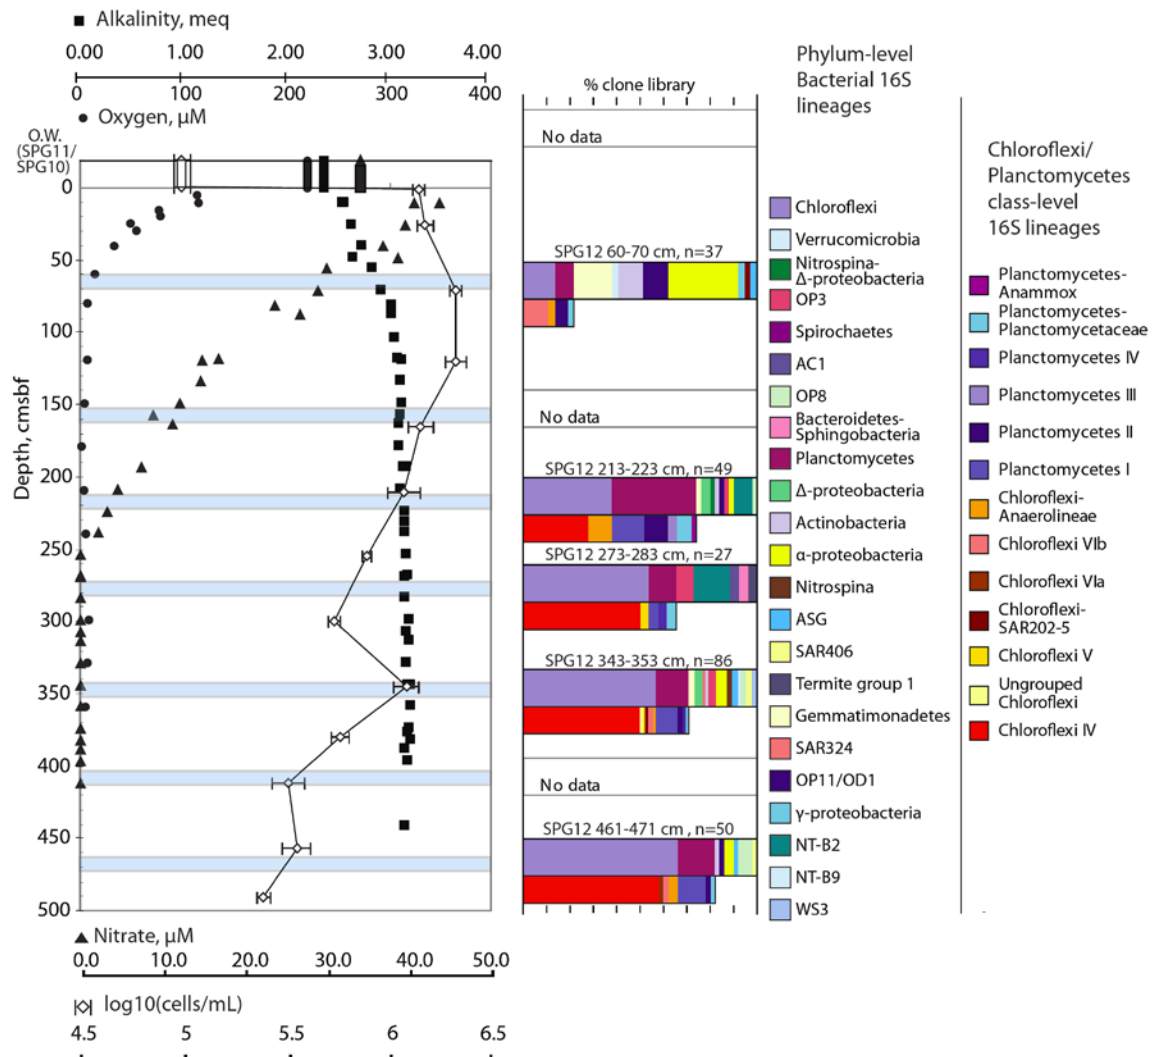 Alkalinity, meq
0.00 1.00 2.00 3.00 4.00
0 100 200 300 400
Oxygen, µM
O.W.
(SPG11/
SPG10)
0
50
100
150
200
250
300
350
400
450
500
Depth, cmsbf
Nitrate, µM
0.0 10.0 20.0 30.0 40.0 50.0
log10(cells/mL)
4.5 5 5.5 6 6.5
% clone library
No data
SPG12 60-70 cm, n=37
No data
SPG12 213-223 cm, n=49
SPG12 273-283 cm, n=27
SPG12 343-353 cm, n=86
No data
SPG12 461-471 cm , n=50
Phylum-level
Bacterial 16S
lineages
Chloroflexi
Verrucomicrobia
Nitrospina-
Δ-proteobacteria
OP3
Spirochaetes
AC1
OP8
Bacteroidetes-
Sphingobacteria
Planctomycetes
Δ-proteobacteria
Actinobacteria
α-proteobacteria
Nitrospina
ASG
SAR406
Termite group 1
Gemmatimonadetes
SAR324
OP11/OD1
γ-proteobacteria
NT-B2
NT-B9
WS3
Chloroflexi/
Planctomycetes
class-level
16S lineages
Planctomycetes-
Anammox
Planctomycetes-
Planctomycetaceae
Planctomycetes IV
Planctomycetes III
Planctomycetes II
Planctomycetes I
Chloroflexi-
Anaerolineae
Chloroflexi VIb
Chloroflexi VIa
Chloroflexi-
SAR202-5
Chloroflexi V
Ungrouped
Chloroflexi
Chloroflexi IV